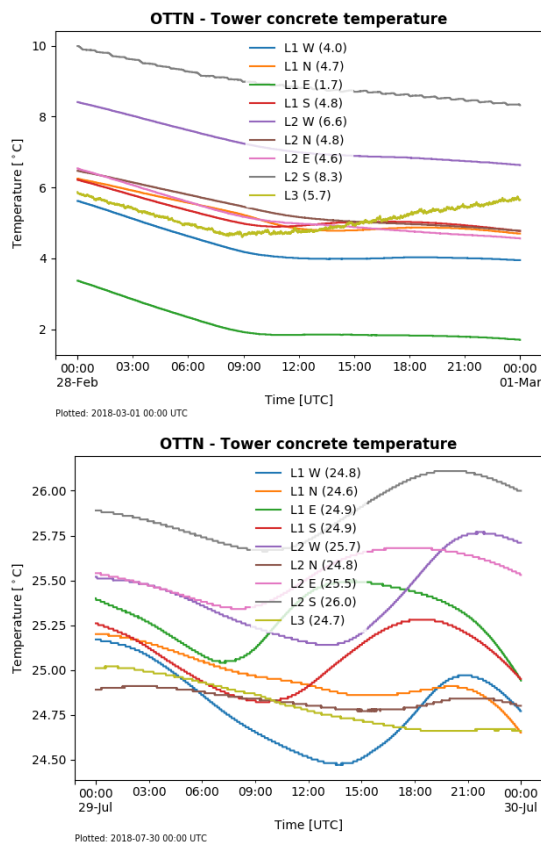 OTTN - Tower concrete temperature
10
8
6
4
2
Temperature [°C]
L1 W (4.0)
L1 N (4.7)
L1 E (1.7)
L1 S (4.8)
L2 W (6.6)
L2 N (4.8)
L2 E (4.6)
L2 S (8.3)
L3 (5.7)
00:00 03:00 06:00 09:00 12:00 15:00 18:00 21:00 00:00
28-Feb 01-Mar
Time [UTC]
Plotted: 2018-03-01 00:00 UTC
OTTN - Tower concrete temperature
26.00
25.75
25.50
25.25
25.00
24.75
24.50
Temperature [°C]
L1 W (24.8)
L1 N (24.6)
L1 E (24.9)
L1 S (24.9)
L2 W (25.7)
L2 N (24.8)
L2 E (25.5)
L2 S (26.0)
L3 (24.7)
00:00 03:00 06:00 09:00 12:00 15:00 18:00 21:00 00:00
29-Jul 30-Jul
Time [UTC]
Plotted: 2018-07-30 00:00 UTC